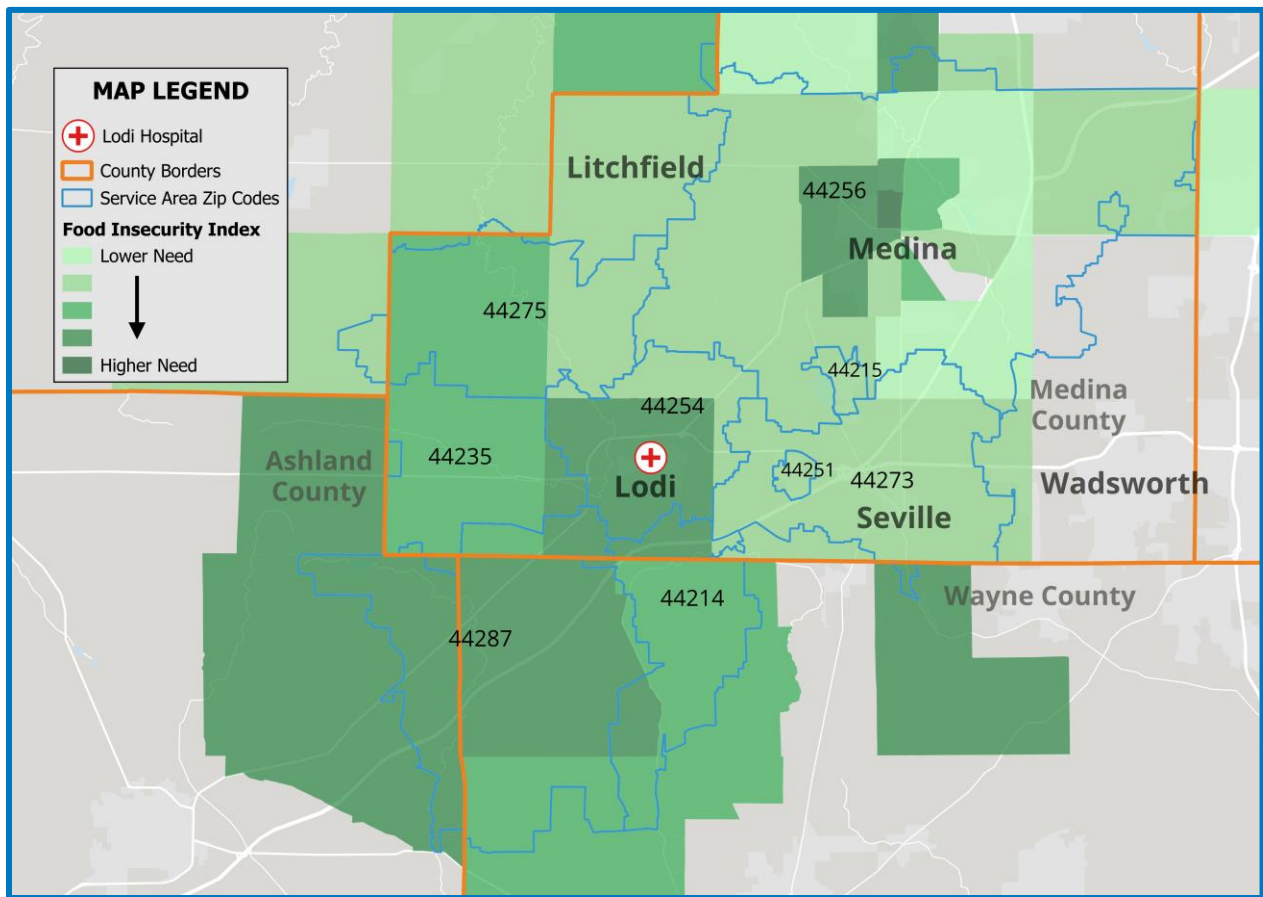 MAP LEGEND
Lodi Hospital
County Borders
Service Area Zip Codes
Food Insecurity Index
Lower Need
Higher Need
Litchfield
44256
Medina
44275
44215
Medina
County
44254
Ashland
County
44235
Lodi
44251
44273
Seville
Wadsworth
44214
Wayne County
44287